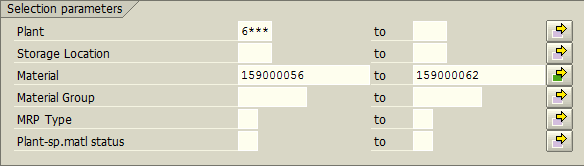 Selection parameters
Plant 6*** to
Storage Location to
Material 159000056 to 159000062
Material Group to
MRP Type to
Plant-sp.matl status to